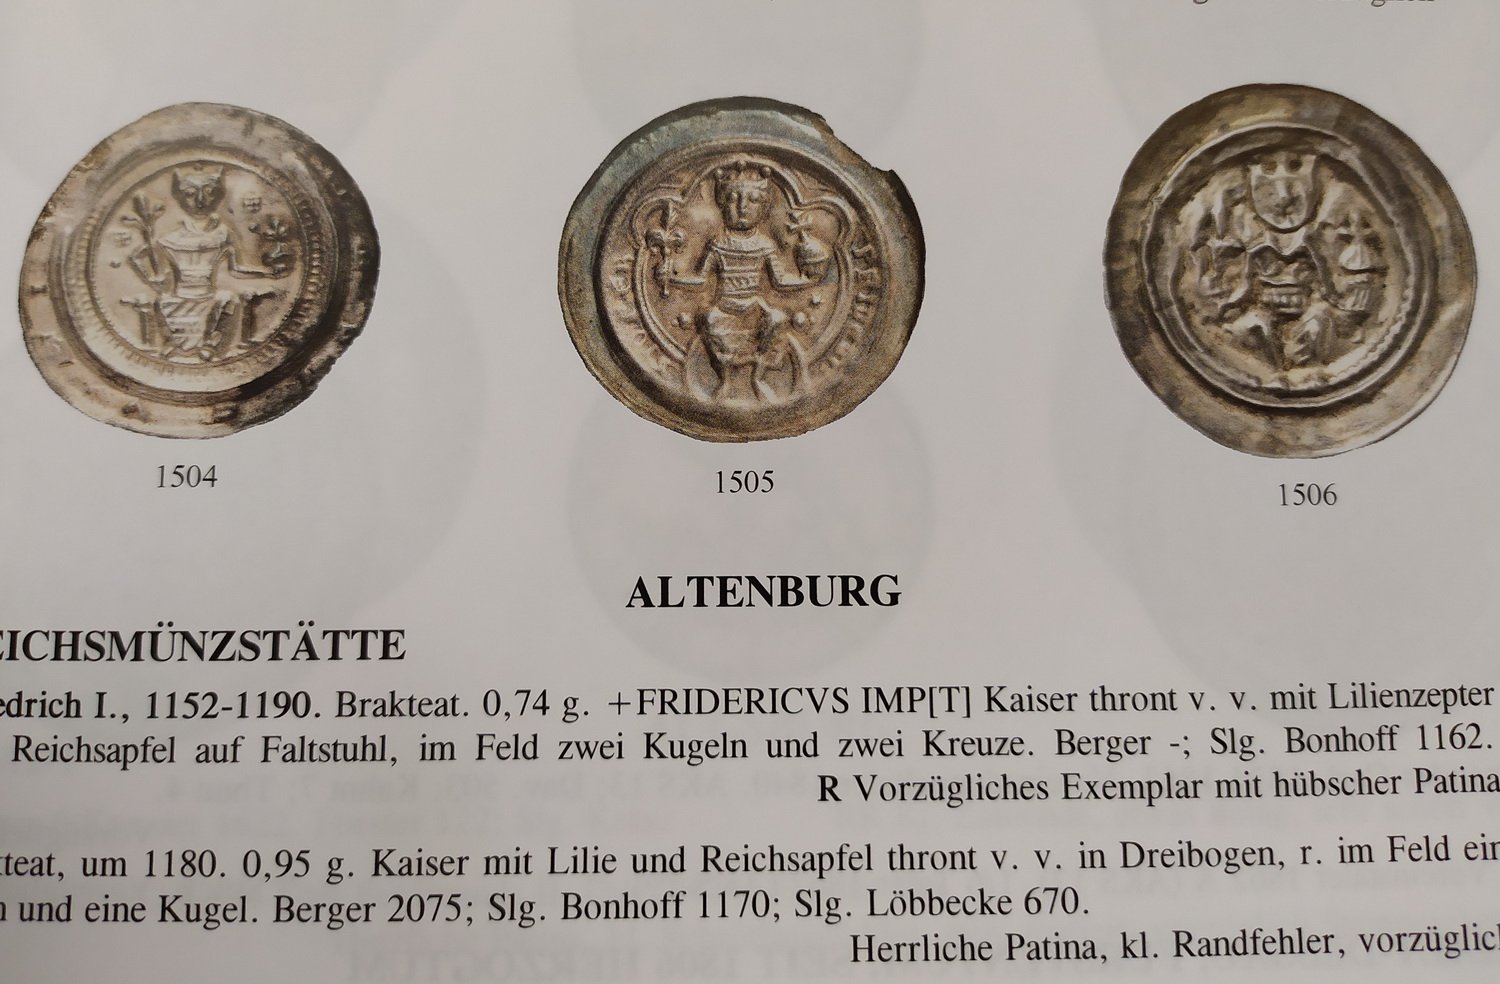 1504
1505
1506
ALTENBURG
EICHSMÜNZSTÄTTE
edrich I., 1152-1190. Brakteat. 0,74 g. +FRIDERICVS IMP[T] Kaiser thront v. v. mit Lilienzepter
Reichsapfel auf Faltstuhl, im Feld zwei Kugeln und zwei Kreuze. Berger -; Slg. Bonhoff 1162.
R Vorzügliches Exemplar mit hübscher Patina
teat, um 1180. 0,95 g. Kaiser mit Lilie und Reichsapfel thront v. v. in Dreibogen, r. im Feld ein
und eine Kugel. Berger 2075; Slg. Bonhoff 1170; Slg. Löbbecke 670.
Herrliche Patina, kl. Randfehler, vorzüglic